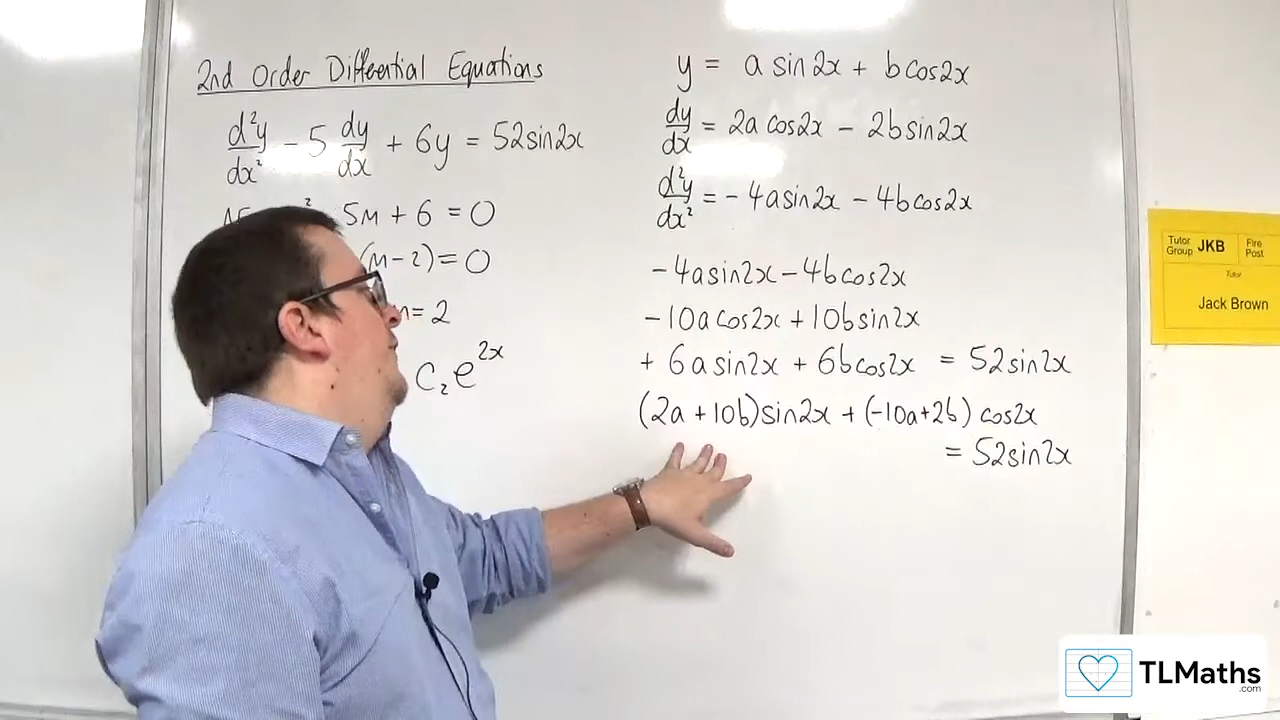 2nd Order Differential Equations
d²y/dx² - 5 dy/dx + 6y = 52sin2x
5m + 6 = 0
(m-2) = 0
m = 2
c₂e^2x
y = a sin2x + b cos2x
dy/dx = 2a cos2x - 2b sin2x
d²y/dx² = -4a sin2x - 4b cos2x
-4a sin2x - 4b cos2x
-10a cos2x + 10b sin2x
+ 6a sin2x + 6b cos2x = 52sin2x
(2a + 10b)sin2x + (-10a+2b) cos2x
= 52sin2x
Tutor Group JKB
Fire Post
Tutor
Jack Brown
TLMaths
.com